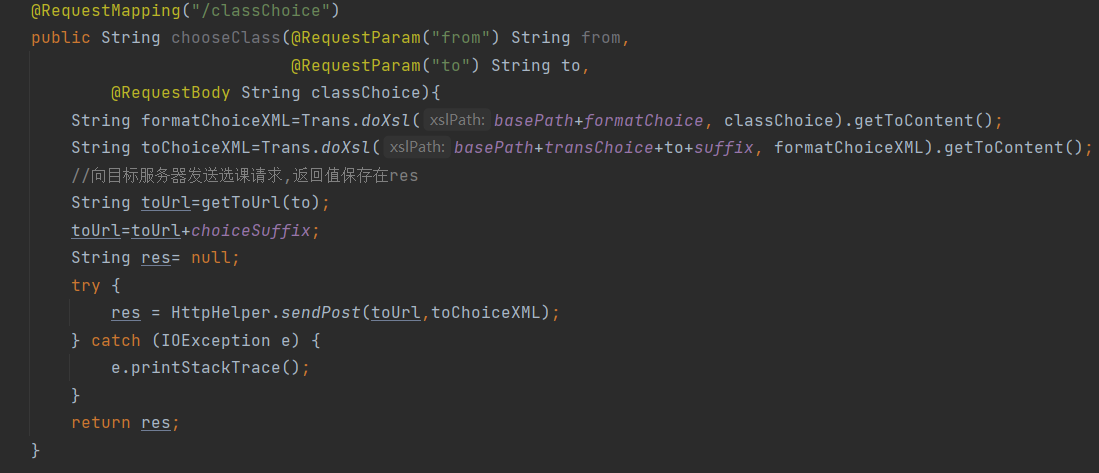 @RequestMapping("/classChoice")
public String chooseClass(@RequestParam("from") String from,
@RequestParam("to") String to,
@RequestBody String classChoice){
String formatChoiceXML=Trans.doXsl( xslPath: basePath+formatChoice, classChoice).getToContent();
String toChoiceXML=Trans.doXsl( xslPath: basePath+transChoice+to+suffix, formatChoiceXML).getToContent();
//向目标服务器发送选课请求,返回值保存在res
String toUrl=getToUrl(to);
toUrl=toUrl+choiceSuffix;
String res= null;
try {
res = HttpHelper.sendPost(toUrl,toChoiceXML);
} catch (IOException e) {
e.printStackTrace();
}
return res;
}